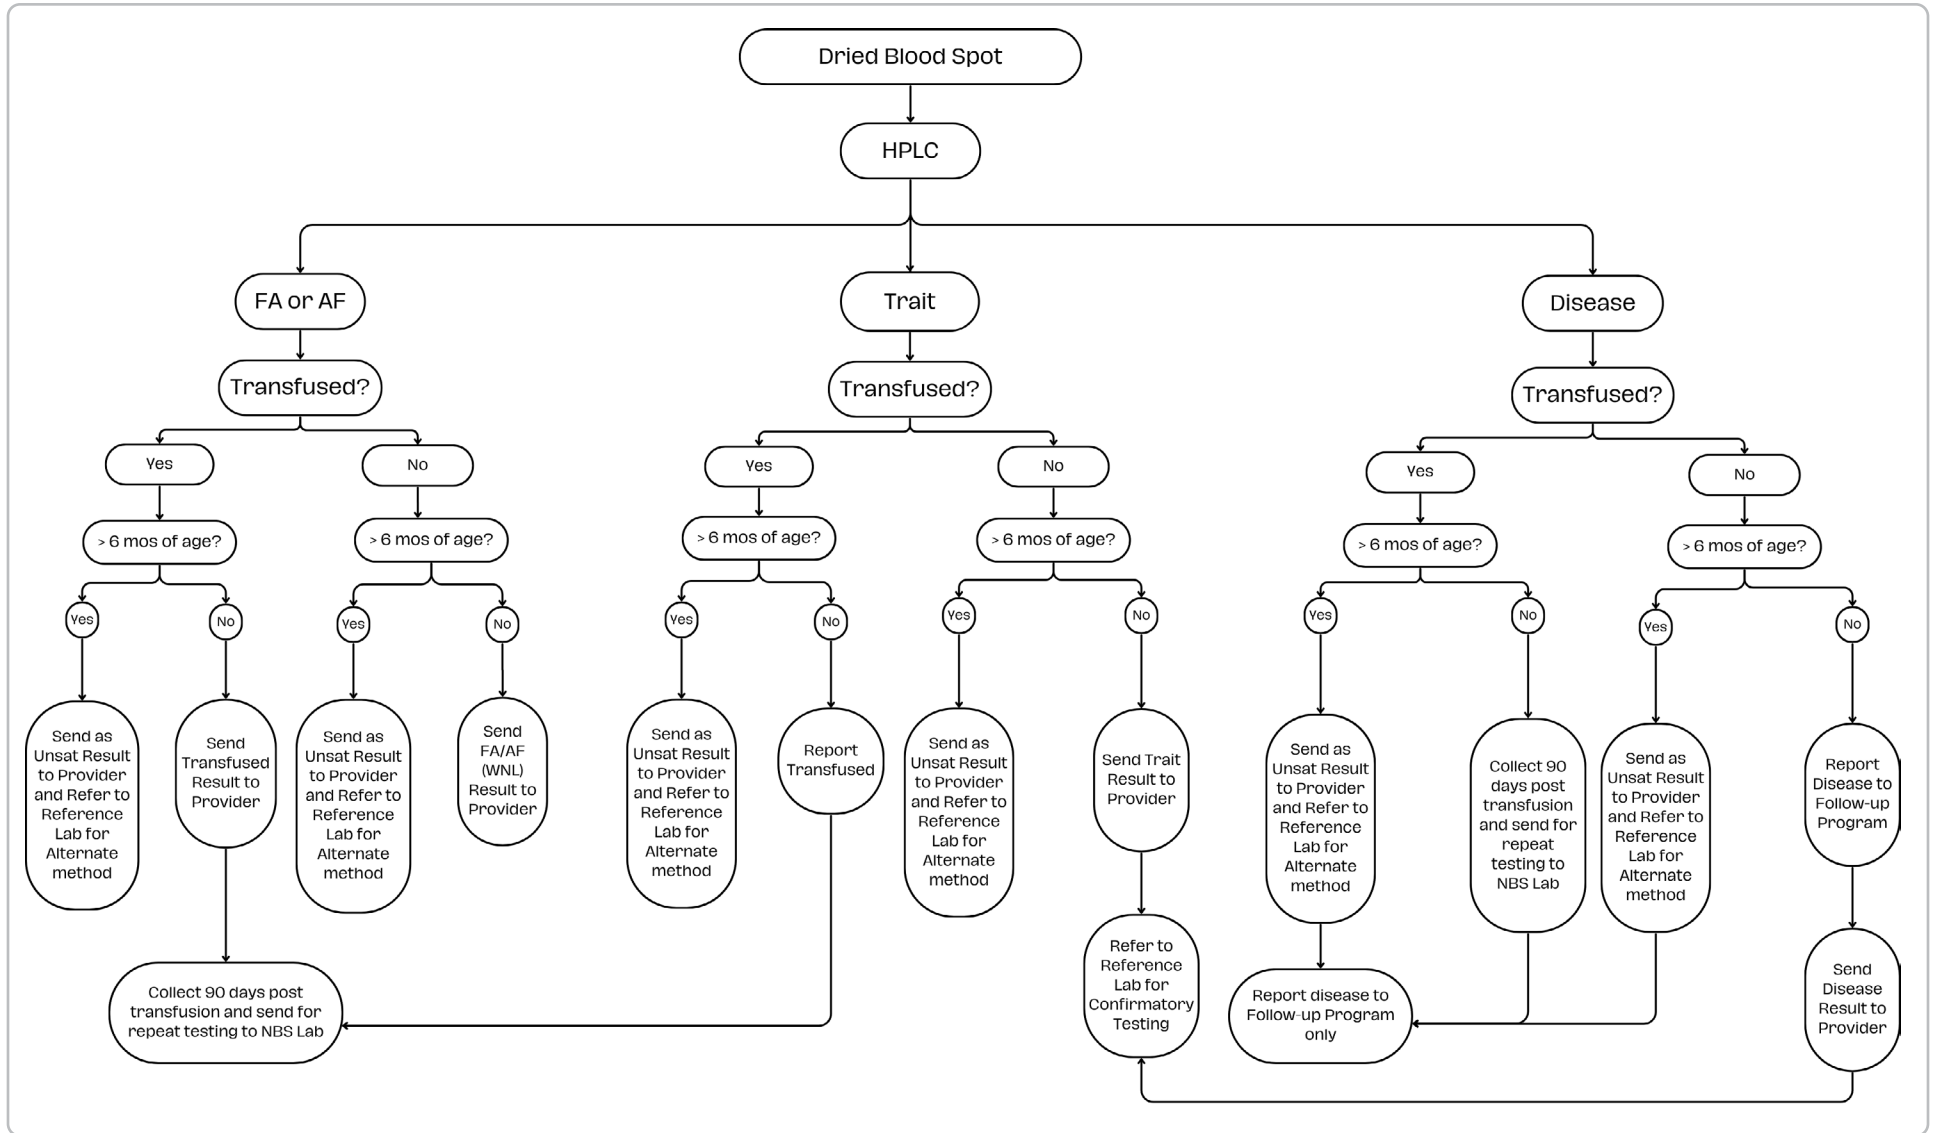 Dried Blood Spot
HPLC
FA or AF
Trait
Disease
Transfused?
Transfused?
Transfused?
Yes
No
Yes
No
Yes
No
> 6 mos of age?
> 6 mos of age?
> 6 mos of age?
> 6 mos of age?
> 6 mos of age?
> 6 mos of age?
Yes
No
Yes
No
Yes
No
Yes
No
Yes
No
Yes
No
Send as
Unsat Result
to Provider
and Refer to
Reference
Lab for
Alternate
method
Send
Transfused
Result to
Provider
Send as
Unsat Result
to Provider
and Refer to
Reference
Lab for
Alternate
method
Send
FA/AF
(WNL)
Result to
Provider
Send as
Unsat Result
to Provider
and Refer to
Reference
Lab for
Alternate
method
Report
Transfused
Send as
Unsat Result
to Provider
and Refer to
Reference
Lab for
Alternate
method
Send Trait
Result to
Provider
Send as
Unsat Result
to Provider
and Refer to
Reference
Lab for
Alternate
method
Collect 90
days post
transfusion
and send for
repeat
testing to
NBS Lab
Send as
Unsat Result
to Provider
and Refer to
Reference
Lab for
Alternate
method
Report
Disease to
Follow-up
Program
Collect 90 days post
transfusion and send for
repeat testing to NBS Lab
Refer to
Reference
Lab for
Confirmatory
Testing
Report disease to
Follow-up Program
only
Send
Disease
Result to
Provider